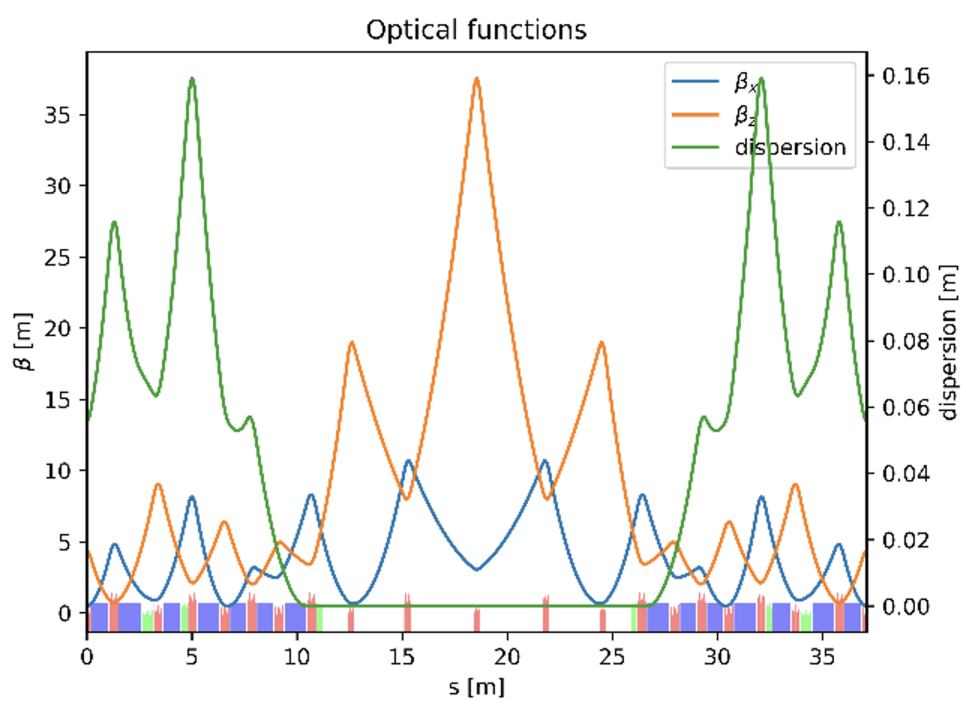 Optical functions
βx
βz
dispersion
35
30
25
20
15
10
5
0
β [m]
0.16
0.14
0.12
0.10
0.08
0.06
0.04
0.02
0.00
dispersion [m]
0 5 10 15 20 25 30 35
s [m]